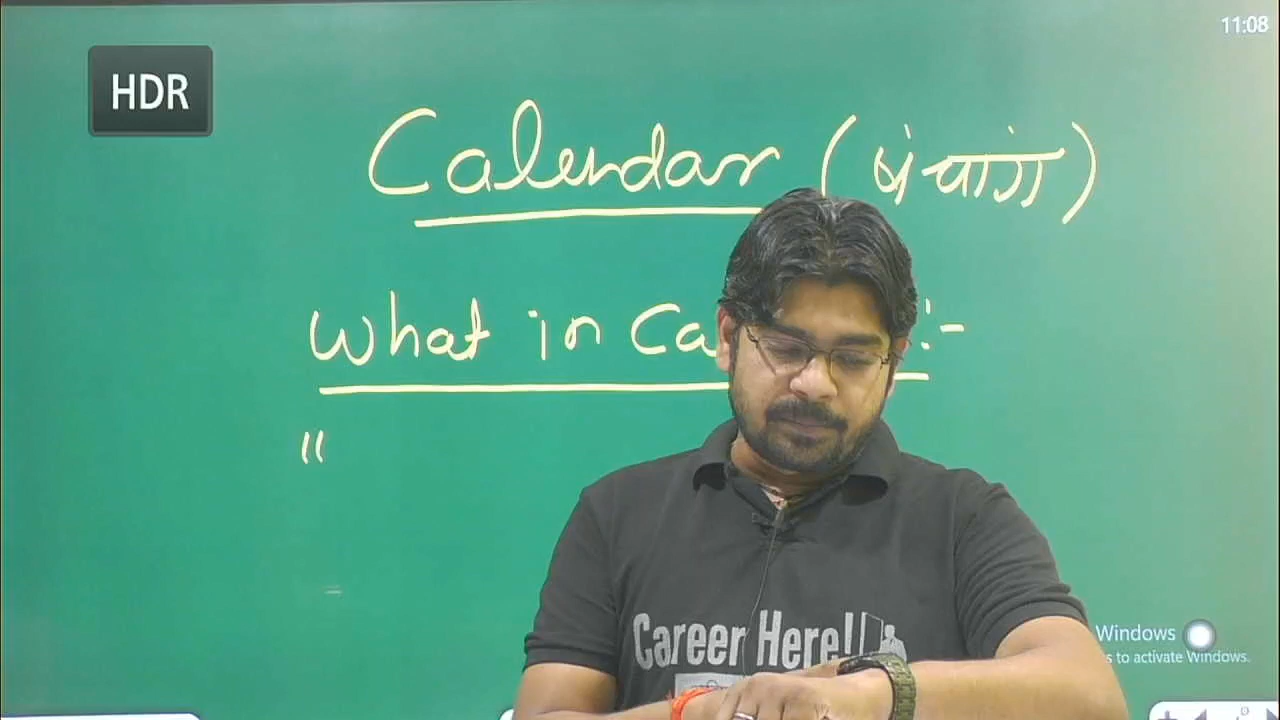 11:08
HDR
Calendar (पंचांग)
What in Ca :-
"
Career Here!
Windows
s to activate Windows.